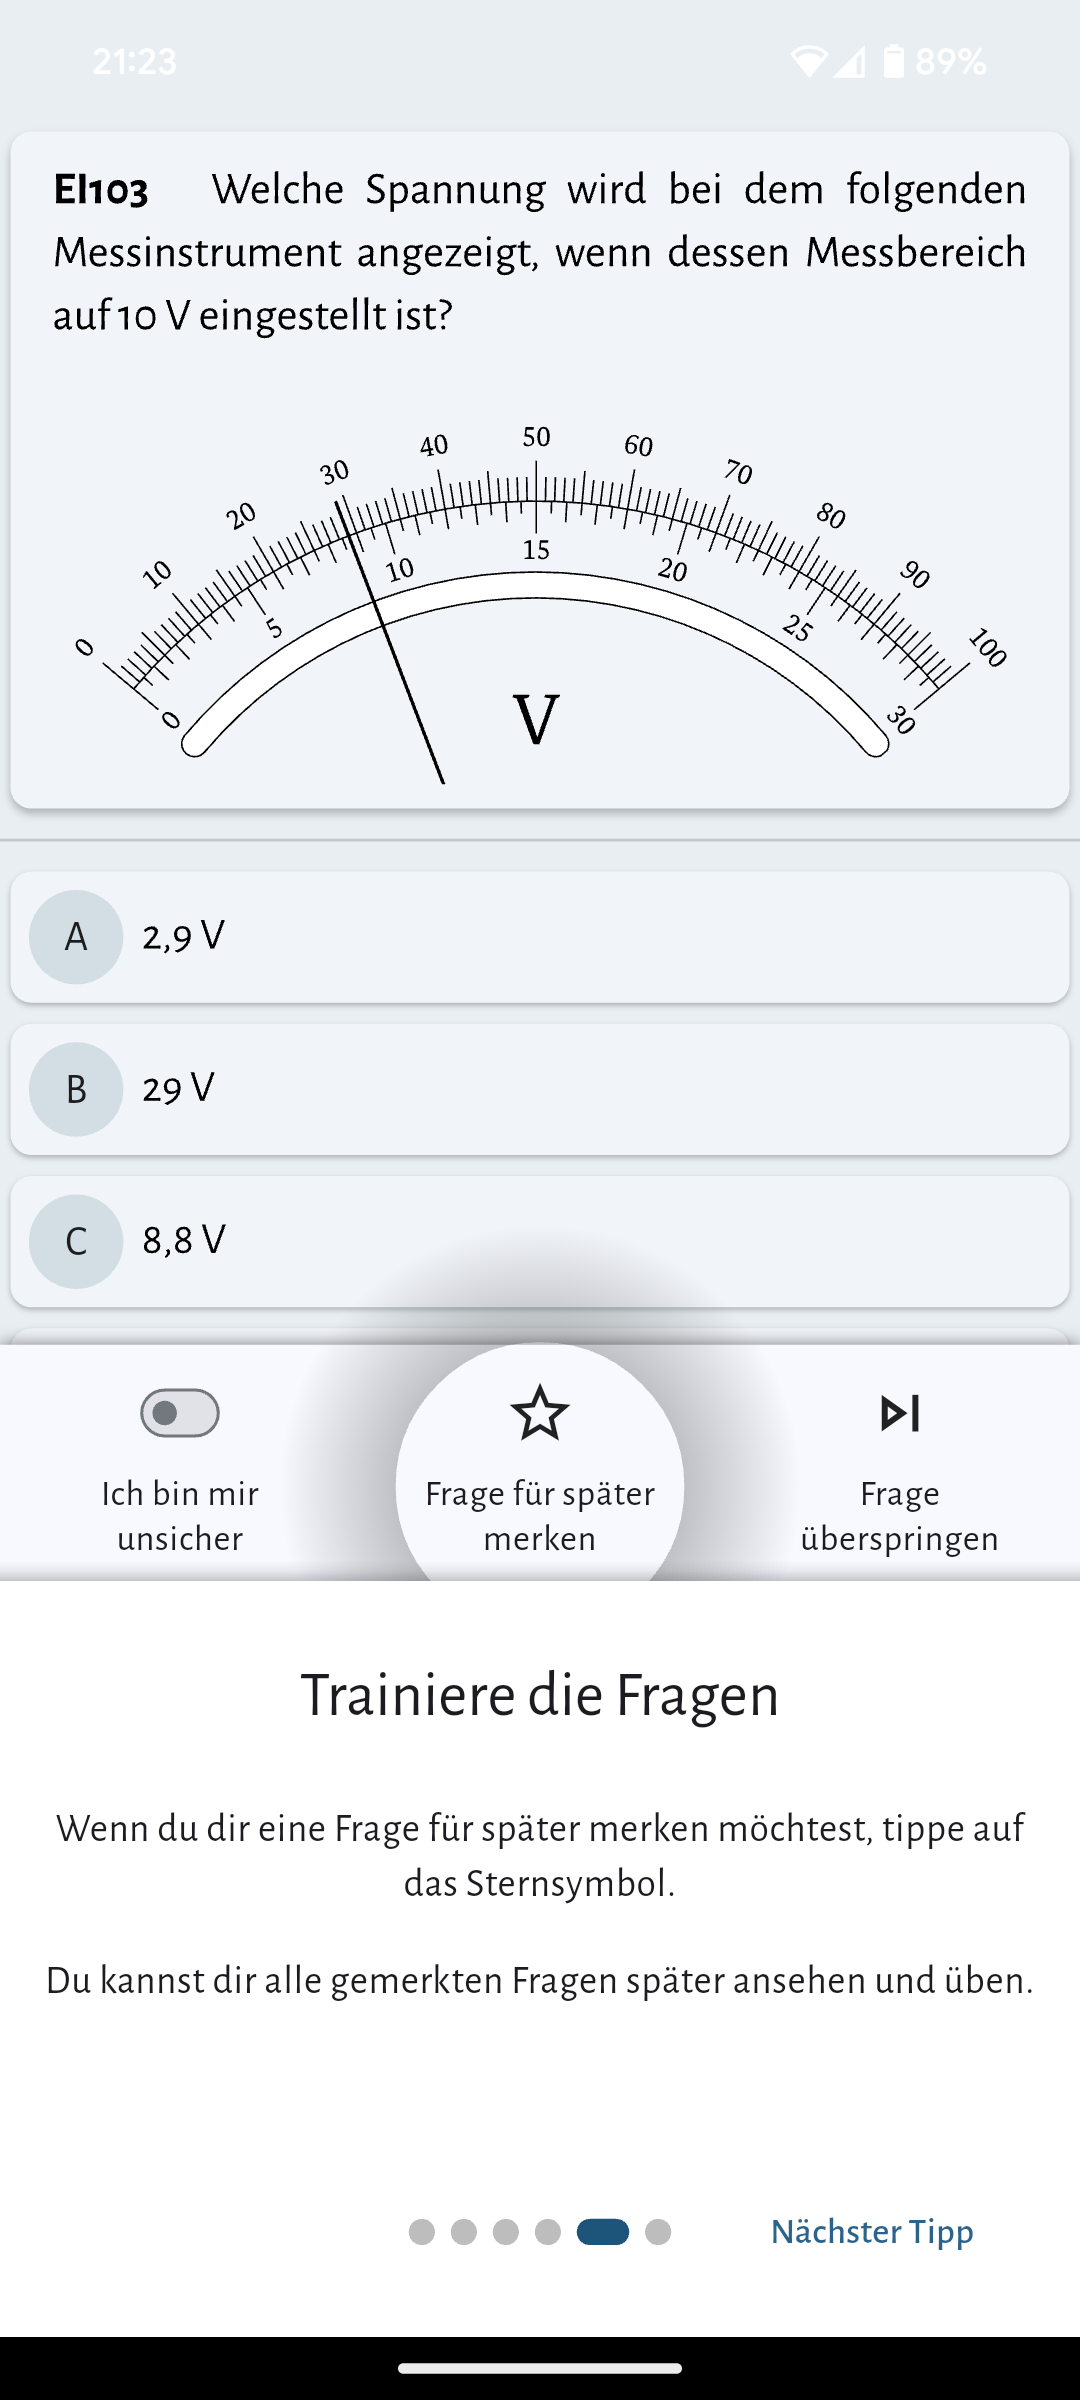 21:23 89%
EI103 Welche Spannung wird bei dem folgenden
Messinstrument angezeigt, wenn dessen Messbereich
auf 10 V eingestellt ist?
0 10 20 30 40 50 60 70 80 90 100
0 5 10 15 20 25 30
V
A 2,9 V
B 29 V
C 8,8 V
Ich bin mir
unsicher
Frage für später
merken
Frage
überspringen
Trainiere die Fragen
Wenn du dir eine Frage für später merken möchtest, tippe auf
das Sternsymbol.
Du kannst dir alle gemerkten Fragen später ansehen und üben.
Nächster Tipp